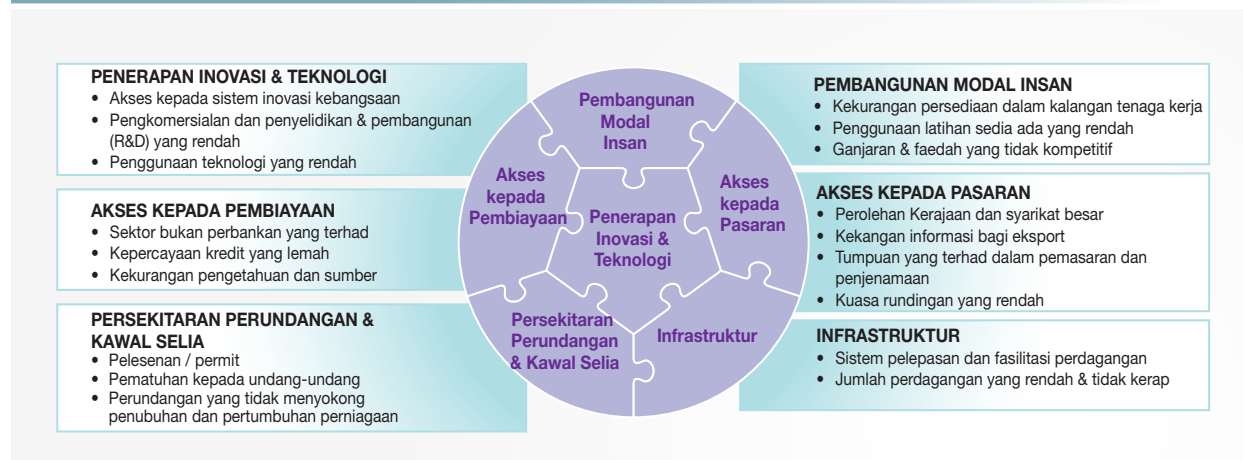 PENERAPAN INOVASI & TEKNOLOGI
• Akses kepada sistem inovasi kebangsaan
• Pengkomersialan dan penyelidikan & pembangunan
(R&D) yang rendah
• Penggunaan teknologi yang rendah
AKSES KEPADA PEMBIAYAAN
• Sektor bukan perbankan yang terhad
• Kepercayaan kredit yang lemah
• Kekurangan pengetahuan dan sumber
PERSEKITARAN PERUNDANGAN &
KAWAL SELIA
• Pelesenan / permit
• Pematuhan kepada undang-undang
• Perundangan yang tidak menyokong
penubuhan dan pertumbuhan perniagaan
Pembangunan
Modal
Insan
Akses
kepada
Pembiayaan
Penerapan
Inovasi &
Teknologi
Akses
kepada
Pasaran
Persekitaran
Perundangan
& Kawal Selia
Infrastruktur
PEMBANGUNAN MODAL INSAN
• Kekurangan persediaan dalam kalangan tenaga kerja
• Penggunaan latihan sedia ada yang rendah
• Ganjaran & faedah yang tidak kompetitif
AKSES KEPADA PASARAN
• Perolehan Kerajaan dan syarikat besar
• Kekangan informasi bagi eksport
• Tumpuan yang terhad dalam pemasaran dan
penjenamaan
• Kuasa rundingan yang rendah
INFRASTRUKTUR
• Sistem pelepasan dan fasilitasi perdagangan
• Jumlah perdagangan yang rendah & tidak kerap